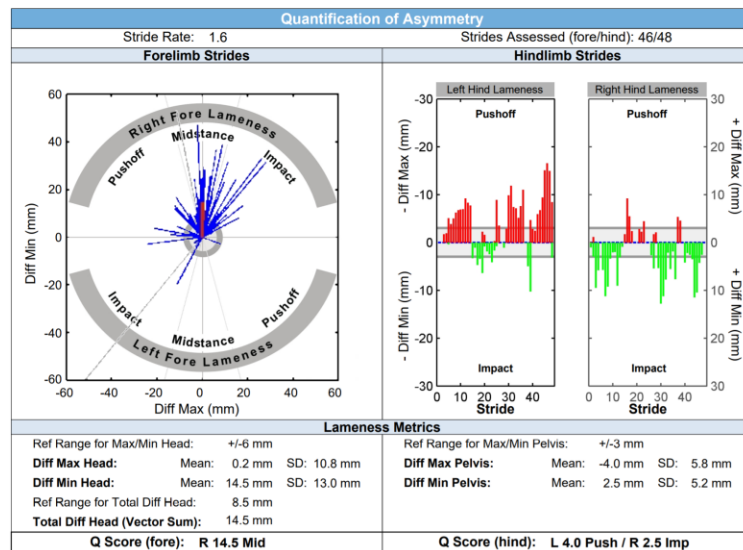 Quantification of Asymmetry
Stride Rate: 1.6 Strides Assessed (fore/hind): 46/48
Forelimb Strides Hindlimb Strides
60
40
20
0
-20
-40
-60
Diff Min (mm)
Right Fore Lameness
Pushoff Midstance Impact
Impact Midstance Pushoff
Left Fore Lameness
-60 -40 -20 0 20 40 60
Diff Max (mm)
Left Hind Lameness Right Hind Lameness
-30
-20
-10
0
-10
-20
-30
- Diff Max (mm)
- Diff Min (mm)
Pushoff Pushoff
Impact Impact
30
20
10
0
10
20
30
+ Diff Max (mm)
+ Diff Min (mm)
0 10 20 30 40 0 10 20 30 40
Stride Stride
Lameness Metrics
Ref Range for Max/Min Head: +/-6 mm
Diff Max Head: Mean: 0.2 mm SD: 10.8 mm
Diff Min Head: Mean: 14.5 mm SD: 13.0 mm
Ref Range for Total Diff Head: 8.5 mm
Total Diff Head (Vector Sum): 14.5 mm
Ref Range for Max/Min Pelvis: +/-3 mm
Diff Max Pelvis: Mean: -4.0 mm SD: 5.8 mm
Diff Min Pelvis: Mean: 2.5 mm SD: 5.2 mm
Q Score (fore): R 14.5 Mid Q Score (hind): L 4.0 Push / R 2.5 Imp